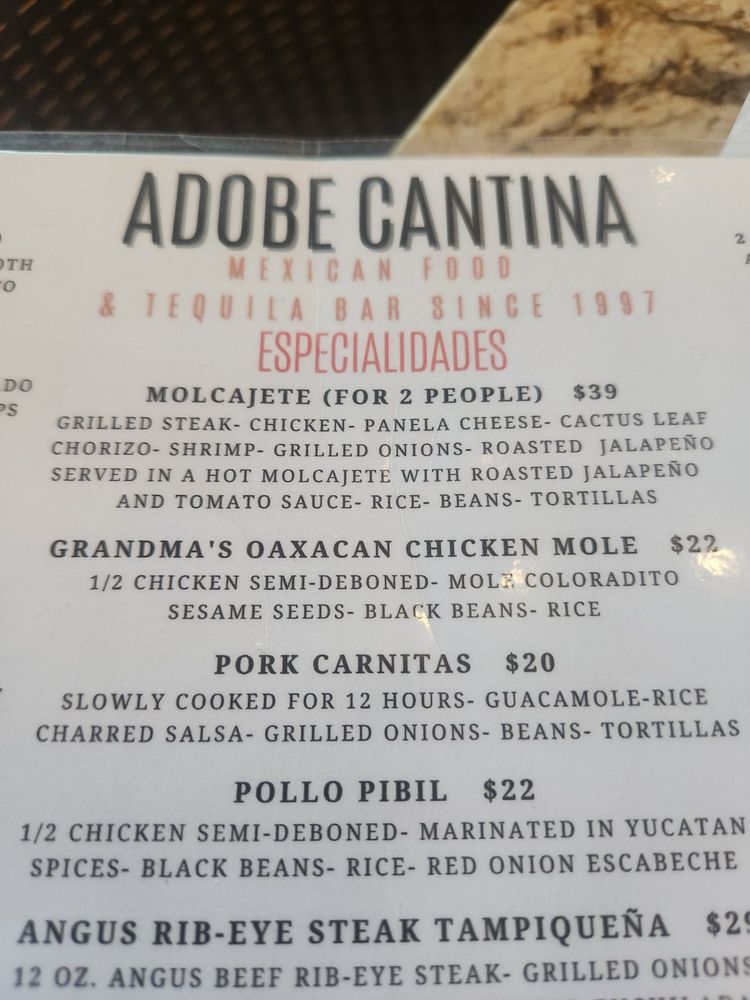 ADOBE CANTINA
MEXICAN FOOD
& TEQUILA BAR SINCE 1997
ESPECIALIDADES
MOLCAJETE (FOR 2 PEOPLE) $39
GRILLED STEAK- CHICKEN- PANELA CHEESE- CACTUS LEAF
CHORIZO- SHRIMP- GRILLED ONIONS- ROASTED JALAPEÑO
SERVED IN A HOT MOLCAJETE WITH ROASTED JALAPEÑO
AND TOMATO SAUCE- RICE- BEANS- TORTILLAS
GRANDMA'S OAXACAN CHICKEN MOLE $22
1/2 CHICKEN SEMI-DEBONED- MOLE COLORADITO
SESAME SEEDS- BLACK BEANS- RICE
PORK CARNITAS $20
SLOWLY COOKED FOR 12 HOURS- GUACAMOLE-RICE
CHARRED SALSA- GRILLED ONIONS- BEANS- TORTILLAS
POLLO PIBIL $22
1/2 CHICKEN SEMI-DEBONED- MARINATED IN YUCATAN
SPICES- BLACK BEANS- RICE- RED ONION ESCABECHE
ANGUS RIB-EYE STEAK TAMPIQUEÑA $29
12 OZ. ANGUS BEEF RIB-EYE STEAK- GRILLED ONIONS